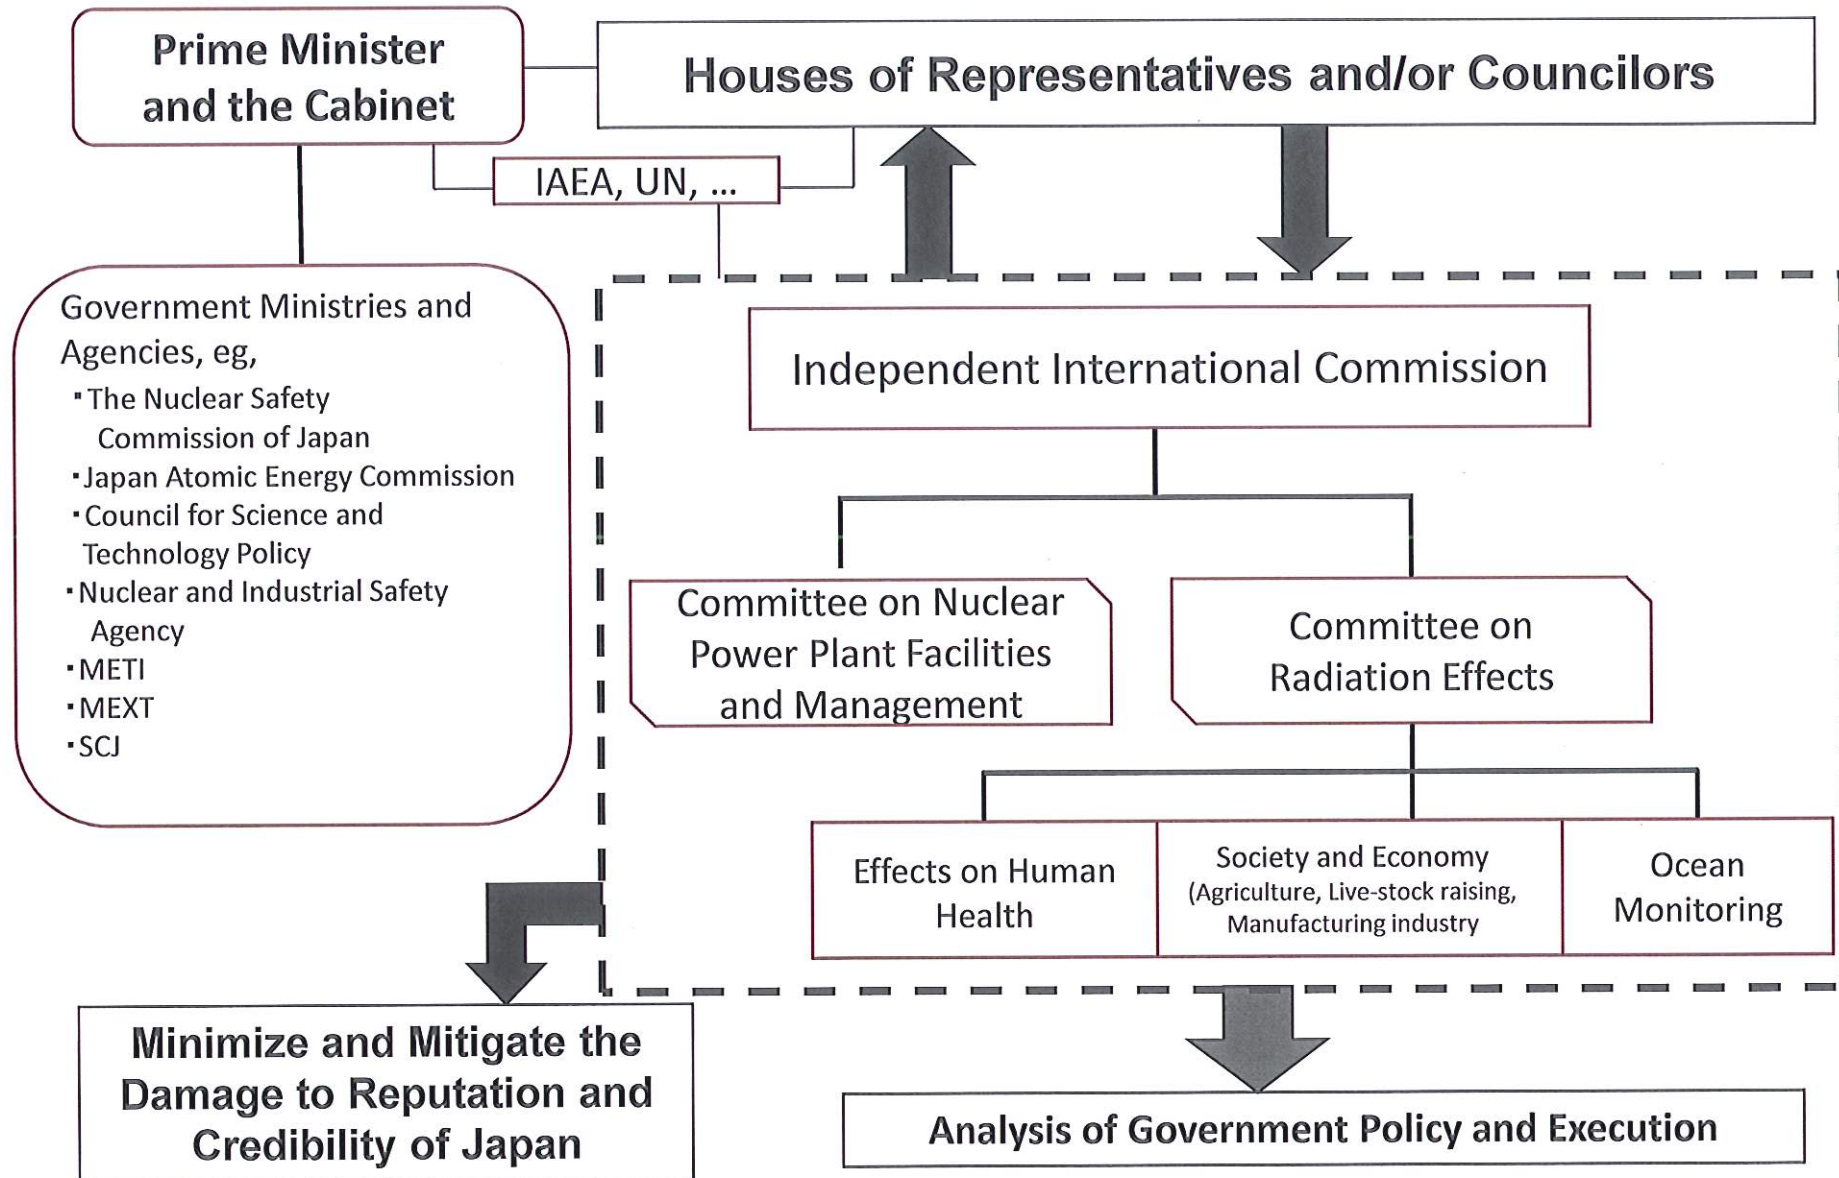 Prime Minister
and the Cabinet
Houses of Representatives and/or Councilors
IAEA, UN, ...
Government Ministries and
Agencies, eg,
▪The Nuclear Safety
Commission of Japan
▪Japan Atomic Energy Commission
▪Council for Science and
Technology Policy
▪Nuclear and Industrial Safety
Agency
▪METI
▪MEXT
▪SCJ
Independent International Commission
Committee on Nuclear
Power Plant Facilities
and Management
Committee on
Radiation Effects
Effects on Human
Health
Society and Economy
(Agriculture, Live-stock raising,
Manufacturing industry
Ocean
Monitoring
Minimize and Mitigate the
Damage to Reputation and
Credibility of Japan
Analysis of Government Policy and Execution